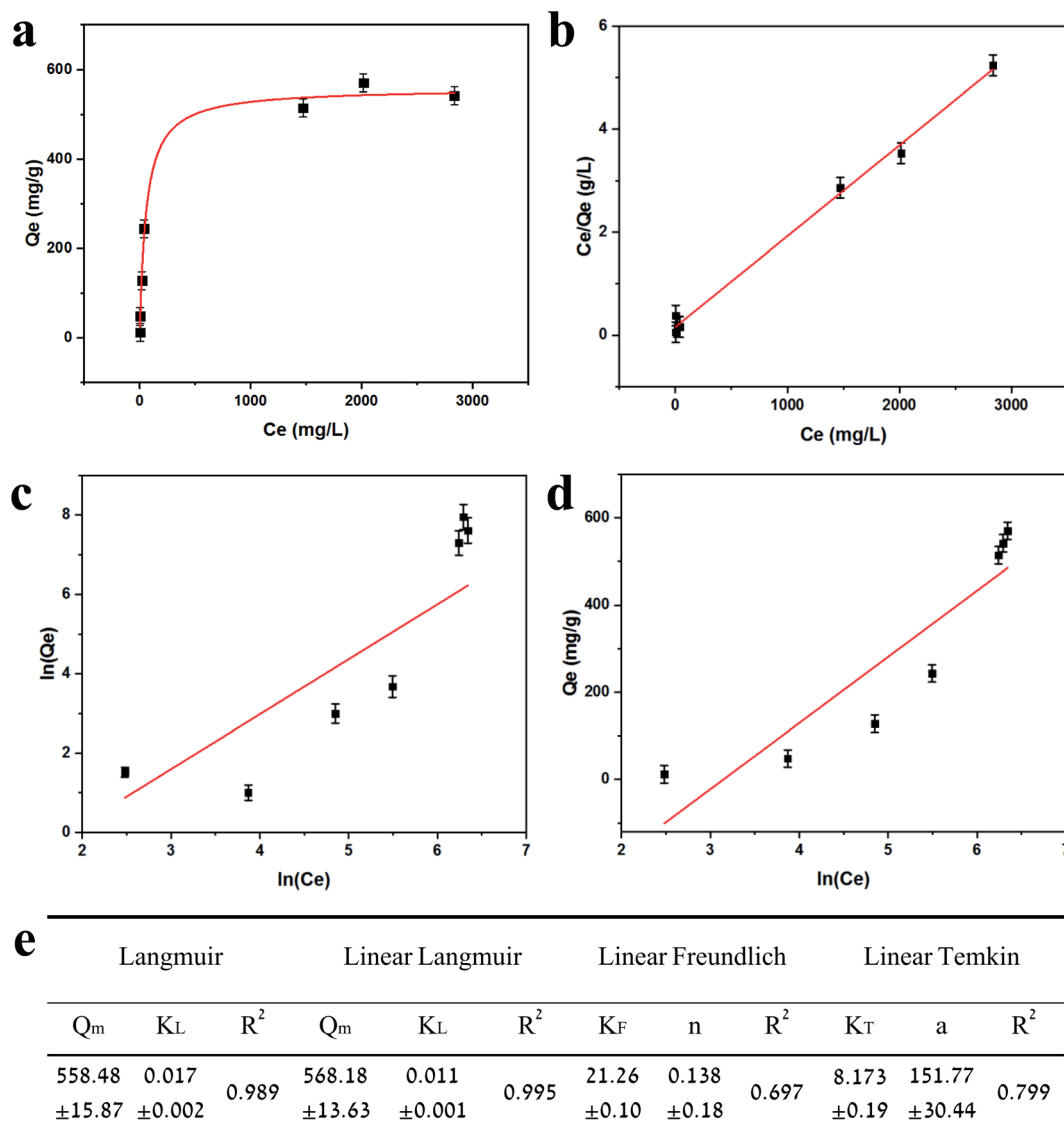 a
600
400
200
0
Qe (mg/g)
0 1000 2000 3000
Ce (mg/L)
b
6
4
2
0
Ce/Qe (g/L)
0 1000 2000 3000
Ce (mg/L)
c
8
6
4
2
0
ln(Qe)
2 3 4 5 6 7
ln(Ce)
d
600
400
200
0
Qe (mg/g)
2 3 4 5 6 7
ln(Ce)
e
Langmuir Linear Langmuir Linear Freundlich Linear Temkin
Qm KL R² Qm KL R² KF n R² KT a R²
558.48 0.017 0.989 568.18 0.011 0.995 21.26 0.138 0.697 8.173 151.77 0.799
±15.87 ±0.002 ±13.63 ±0.001 ±0.10 ±0.18 ±0.19 ±30.44